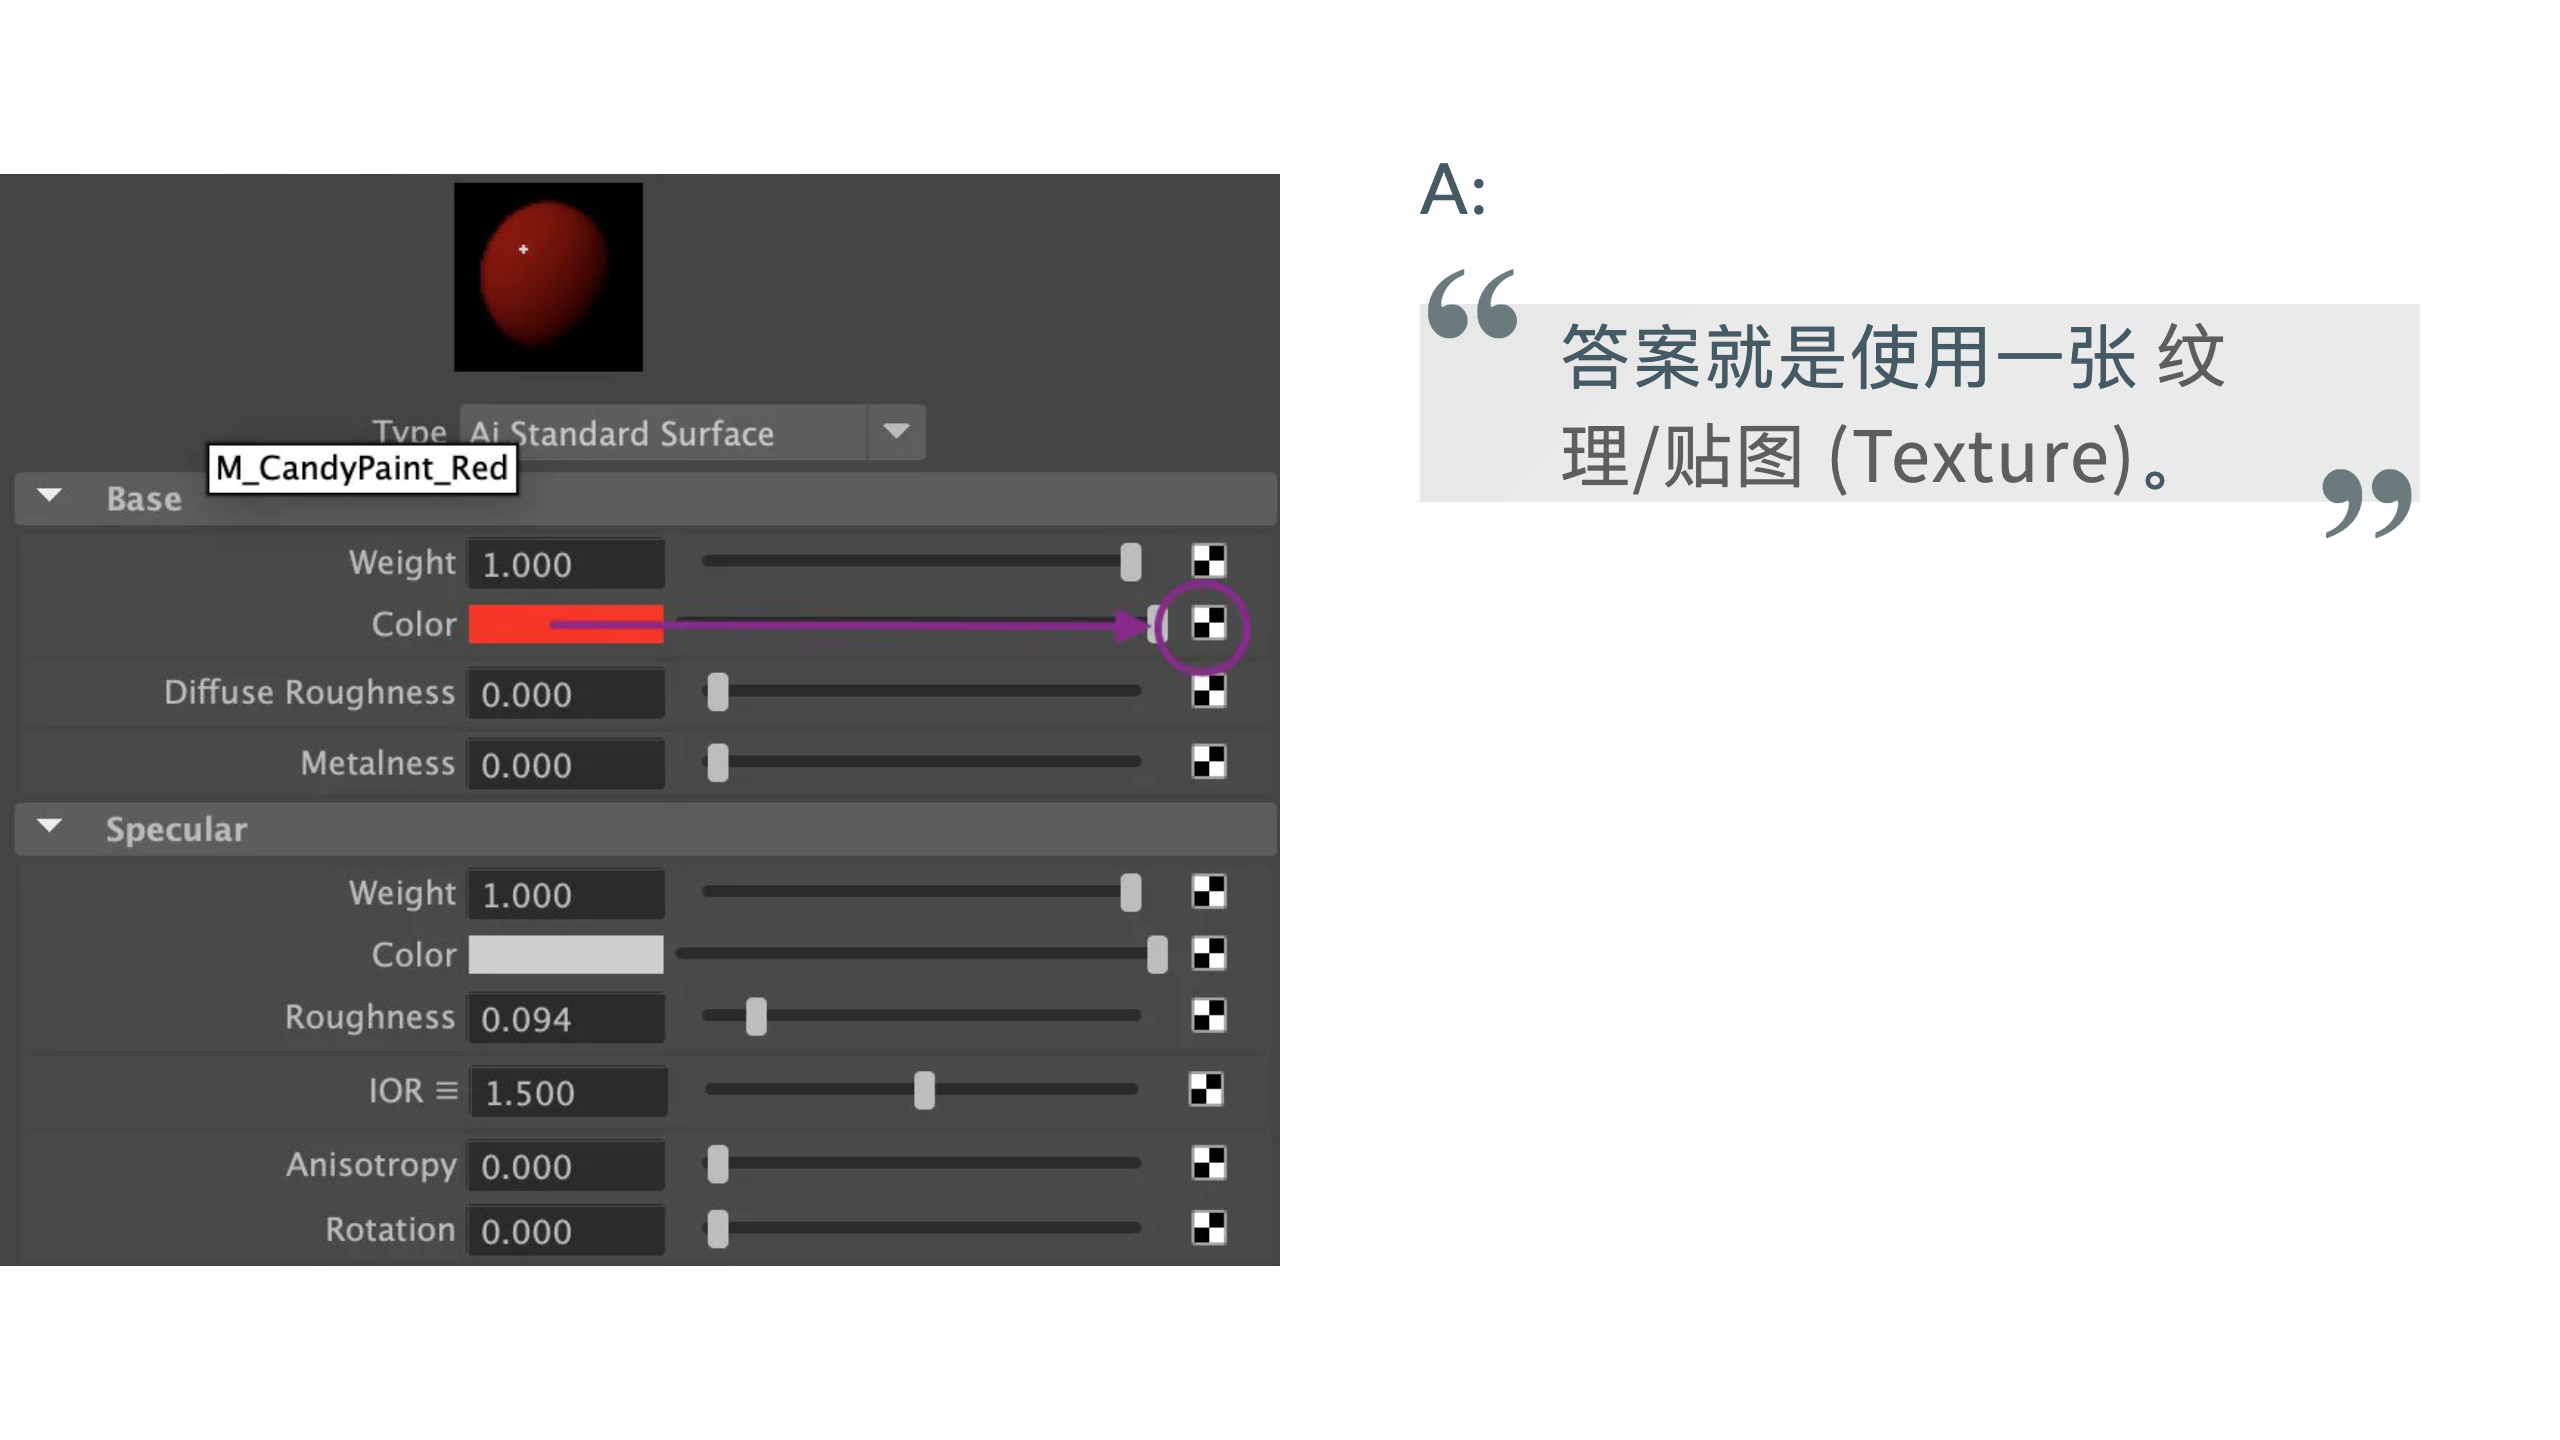 Type Ai Standard Surface
M_CandyPaint_Red
Base
Weight 1.000
Color
Diffuse Roughness 0.000
Metalness 0.000
Specular
Weight 1.000
Color
Roughness 0.094
IOR 1.500
Anisotropy 0.000
Rotation 0.000
A:
“答案就是使用一张 纹
理/贴图 (Texture)。”